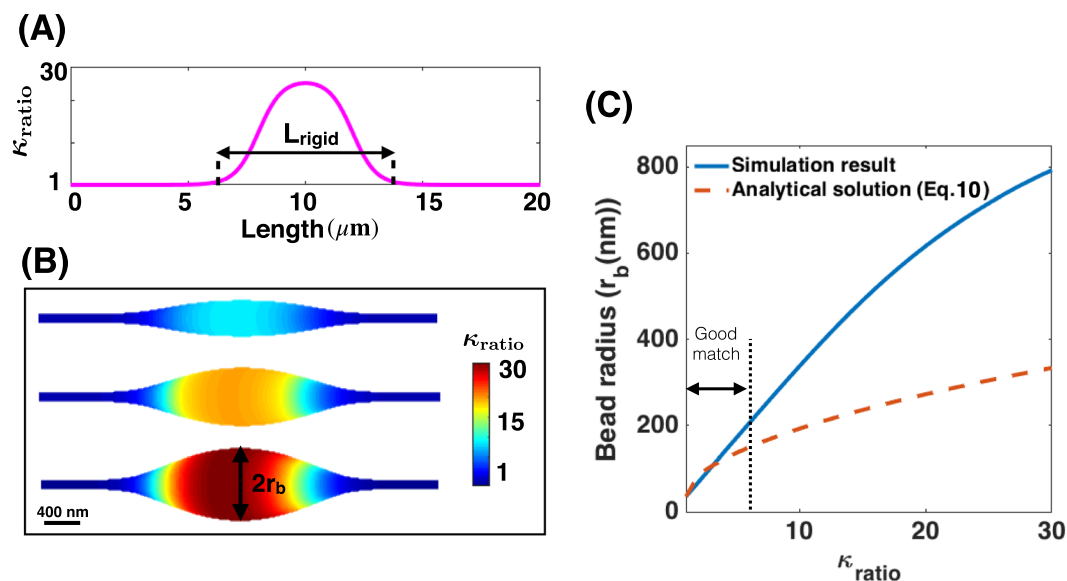 (A)
30
κratio
Lrigid
1
0 5 10 15 20
Length(μm)
(B)
κratio
30
15
1
2rb
400 nm
(C)
800
Simulation result
Analytical solution (Eq.10)
600
Bead radius (rb(nm))
400
Good
match
200
0
10 20 30
κratio